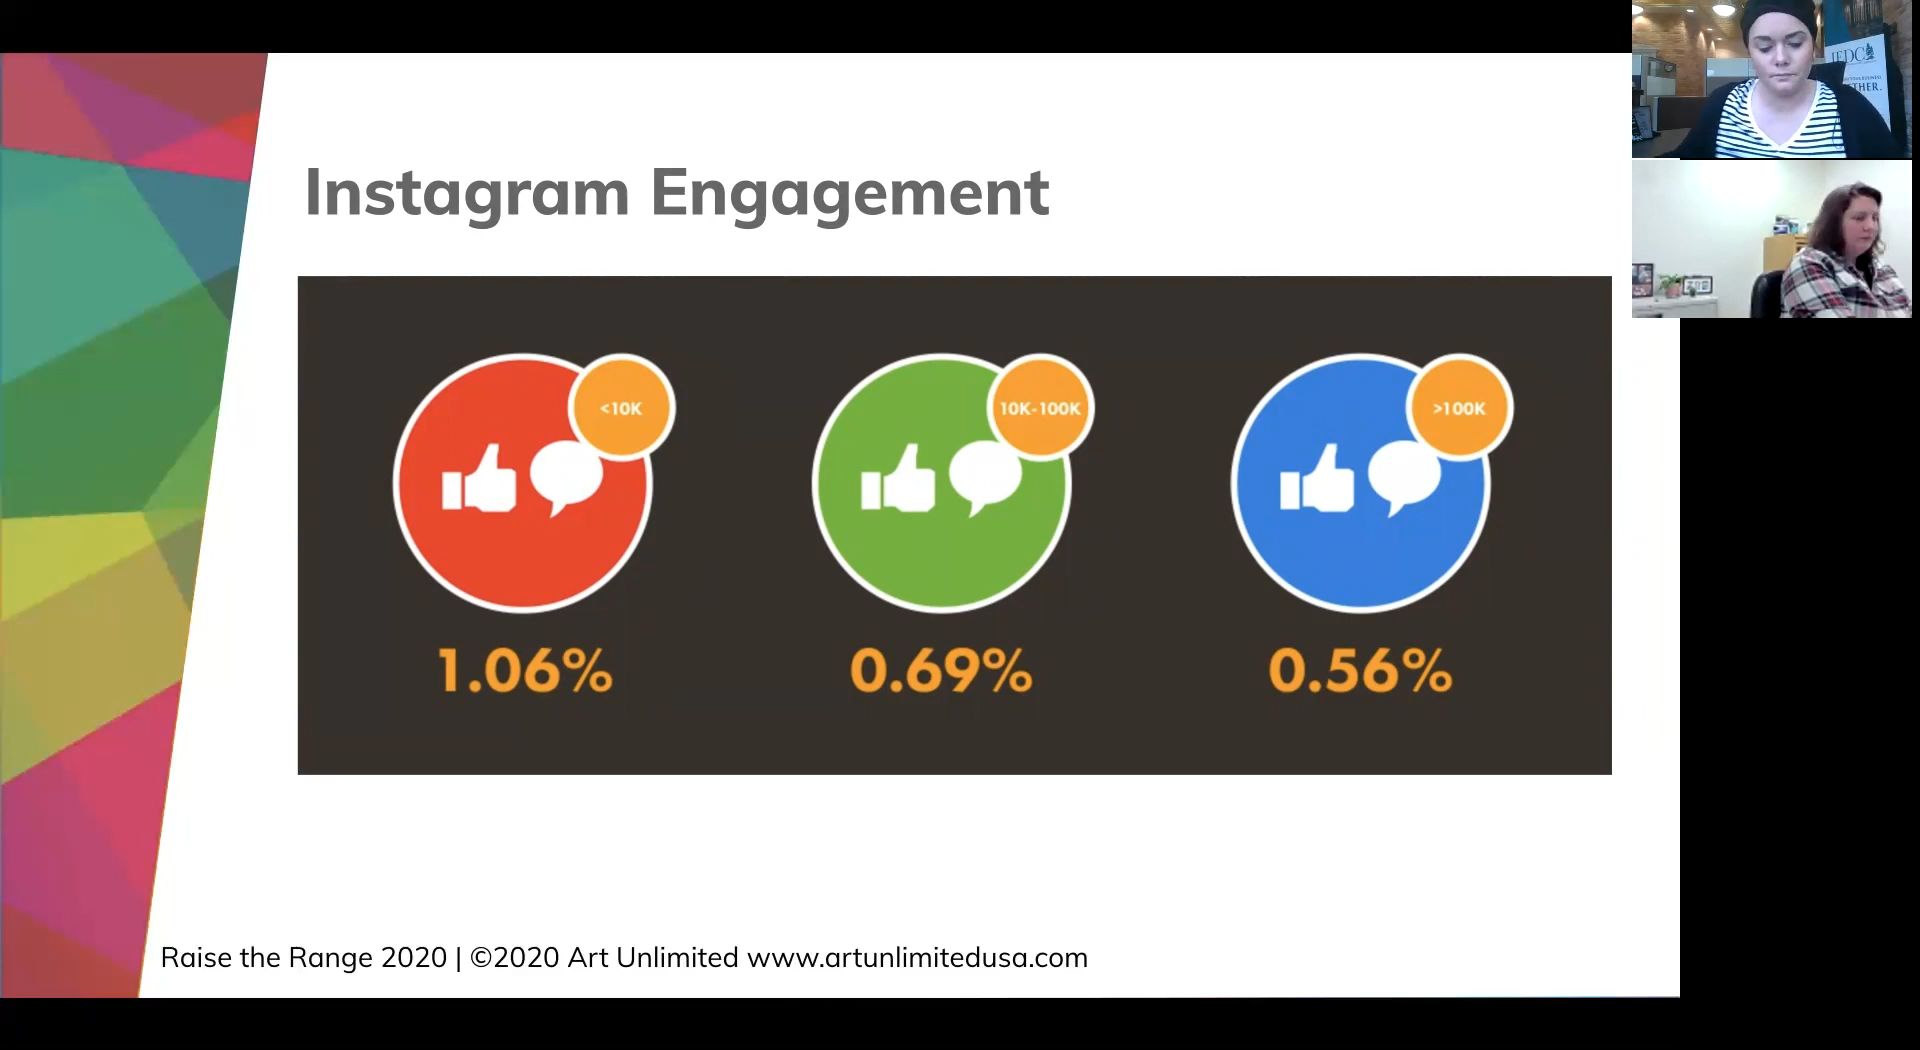 Instagram Engagement
<10K
10K-100K
>100K
1.06%
0.69%
0.56%
Raise the Range 2020 | ©2020 Art Unlimited www.artunlimitedusa.com